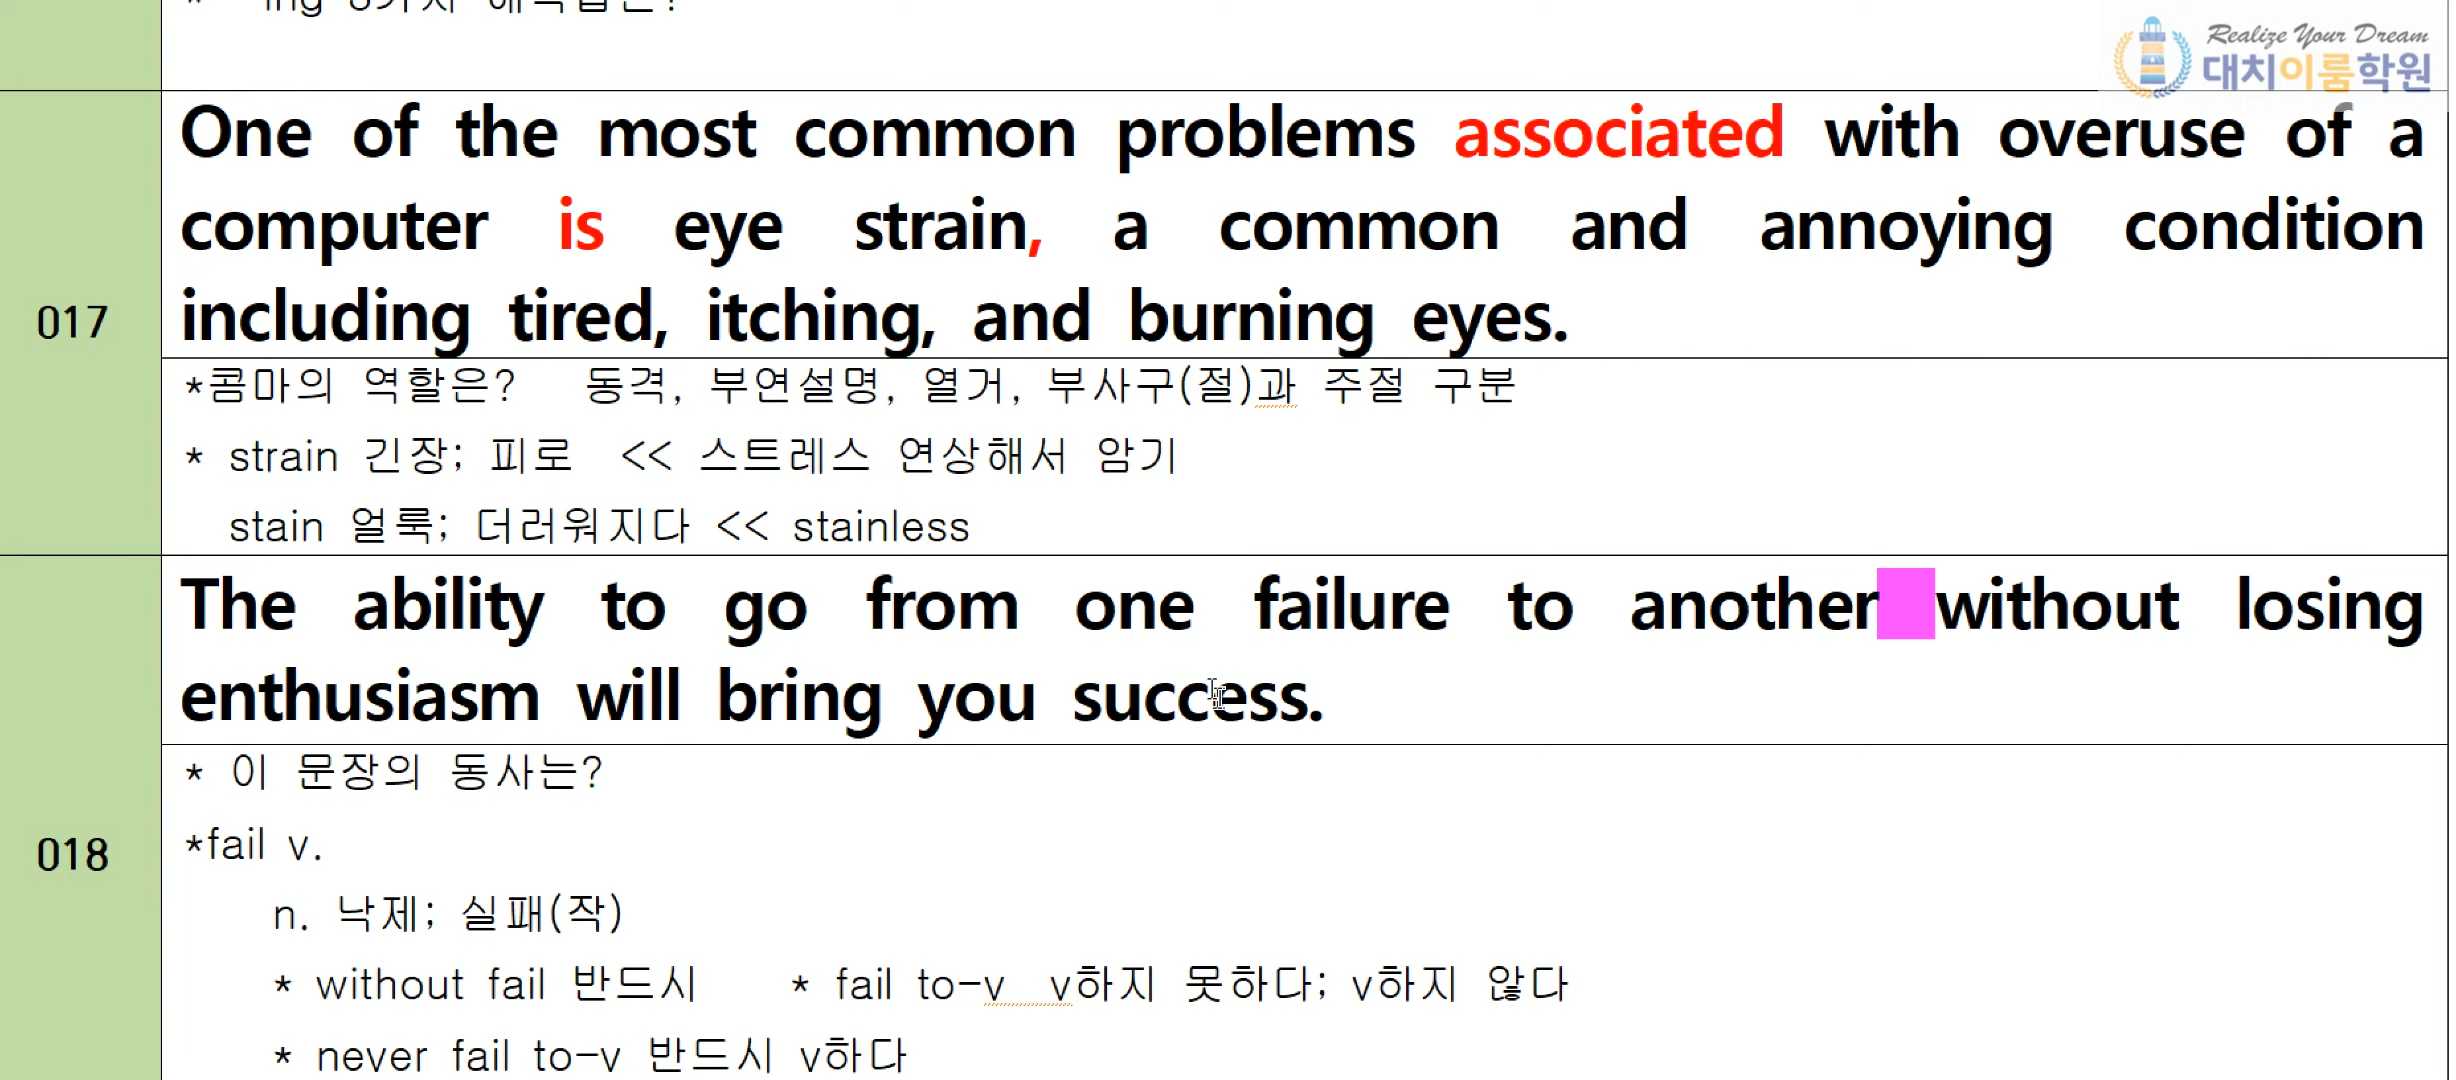 Realize Your Dream
대치이룸학원
One of the most common problems associated with overuse of a
computer is eye strain, a common and annoying condition
017
including tired, itching, and burning eyes.
*콤마의 역할은? 동격, 부연설명, 열거, 부사구(절)과 주절 구분
* strain 긴장; 피로 << 스트레스 연상해서 암기
stain 얼룩; 더러워지다 << stainless
The ability to go from one failure to another without losing
enthusiasm will bring you success.
* 이 문장의 동사는?
018
*fail v.
n. 낙제; 실패(작)
* without fail 반드시 * fail to-v v하지 못하다; v하지 않다
* never fail to-v 반드시 v하다